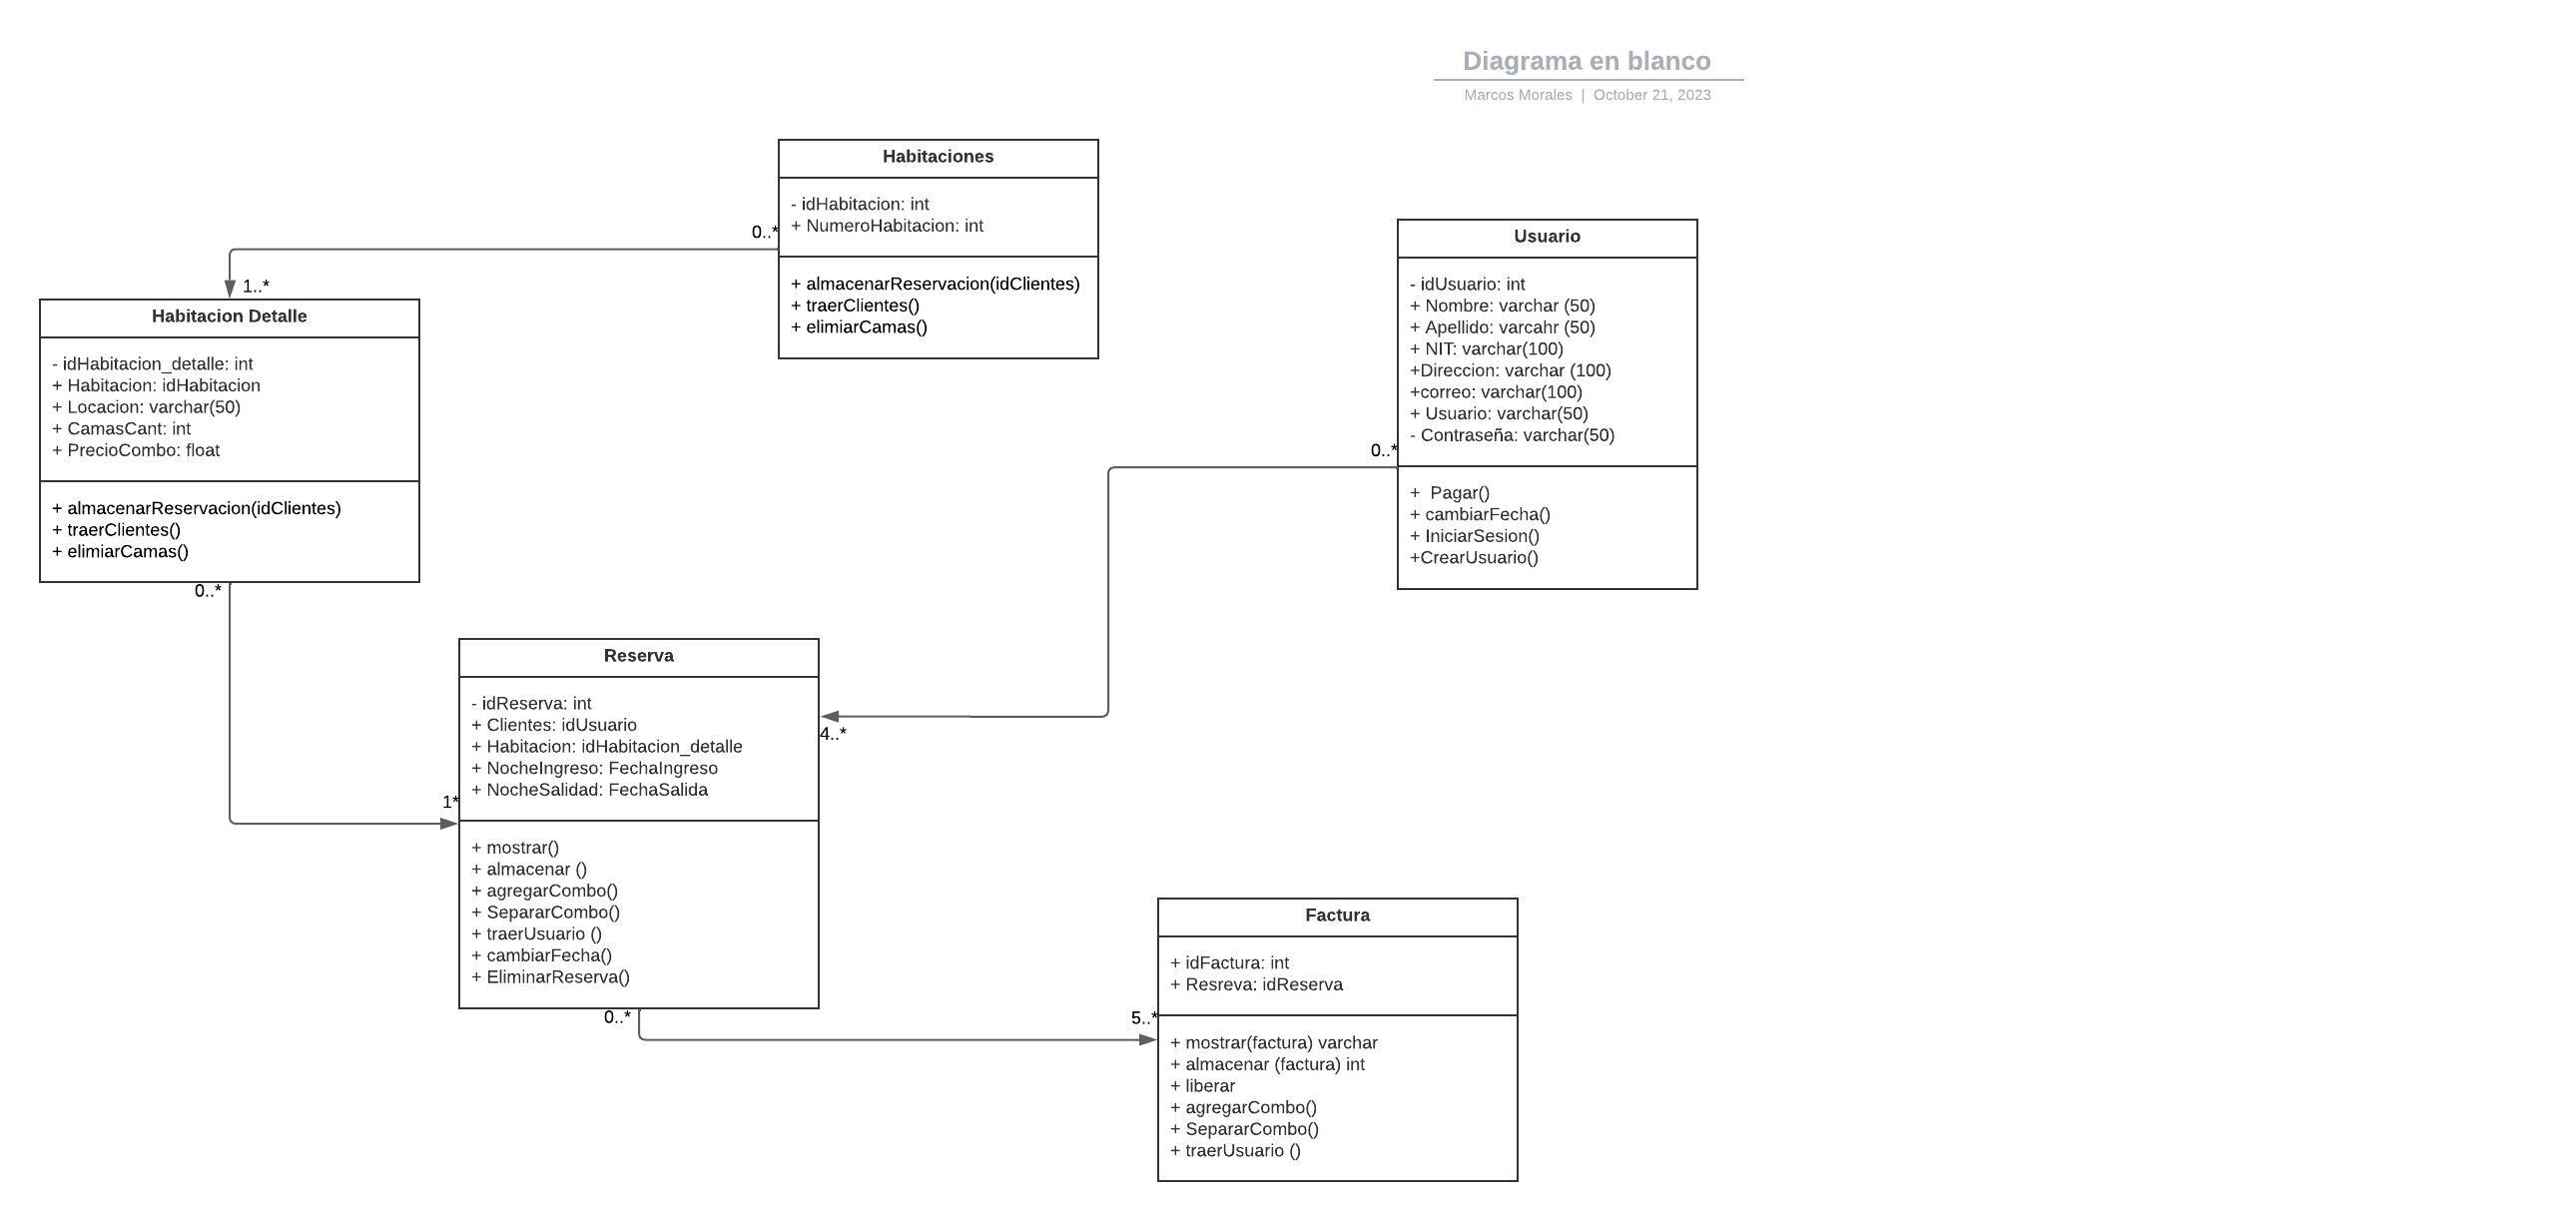 Diagrama en blanco
Marcos Morales | October 21, 2023
Habitaciones
- idHabitacion: int
+ NumeroHabitacion: int
+ almacenarReservacion(idClientes)
+ traerClientes()
+ elimiarCamas()
0..*
1..*
Habitacion Detalle
- idHabitacion_detalle: int
+ Habitacion: idHabitacion
+ Locacion: varchar(50)
+ CamasCant: int
+ PrecioCombo: float
+ almacenarReservacion(idClientes)
+ traerClientes()
+ elimiarCamas()
0..*
Usuario
- idUsuario: int
+ Nombre: varchar (50)
+ Apellido: varcahr (50)
+ NIT: varchar(100)
+Direccion: varchar (100)
+correo: varchar(100)
+ Usuario: varchar(50)
- Contraseña: varchar(50)
+  Pagar()
+ cambiarFecha()
+ IniciarSesion()
+CrearUsuario()
0..*
4..*
1*
Reserva
- idReserva: int
+ Clientes: idUsuario
+ Habitacion: idHabitacion_detalle
+ NocheIngreso: FechaIngreso
+ NocheSalidad: FechaSalida
+ mostrar()
+ almacenar ()
+ agregarCombo()
+ SepararCombo()
+ traerUsuario ()
+ cambiarFecha()
+ EliminarReserva()
0..*
5..*
Factura
+ idFactura: int
+ Resreva: idReserva
+ mostrar(factura) varchar
+ almacenar (factura) int
+ liberar
+ agregarCombo()
+ SepararCombo()
+ traerUsuario ()